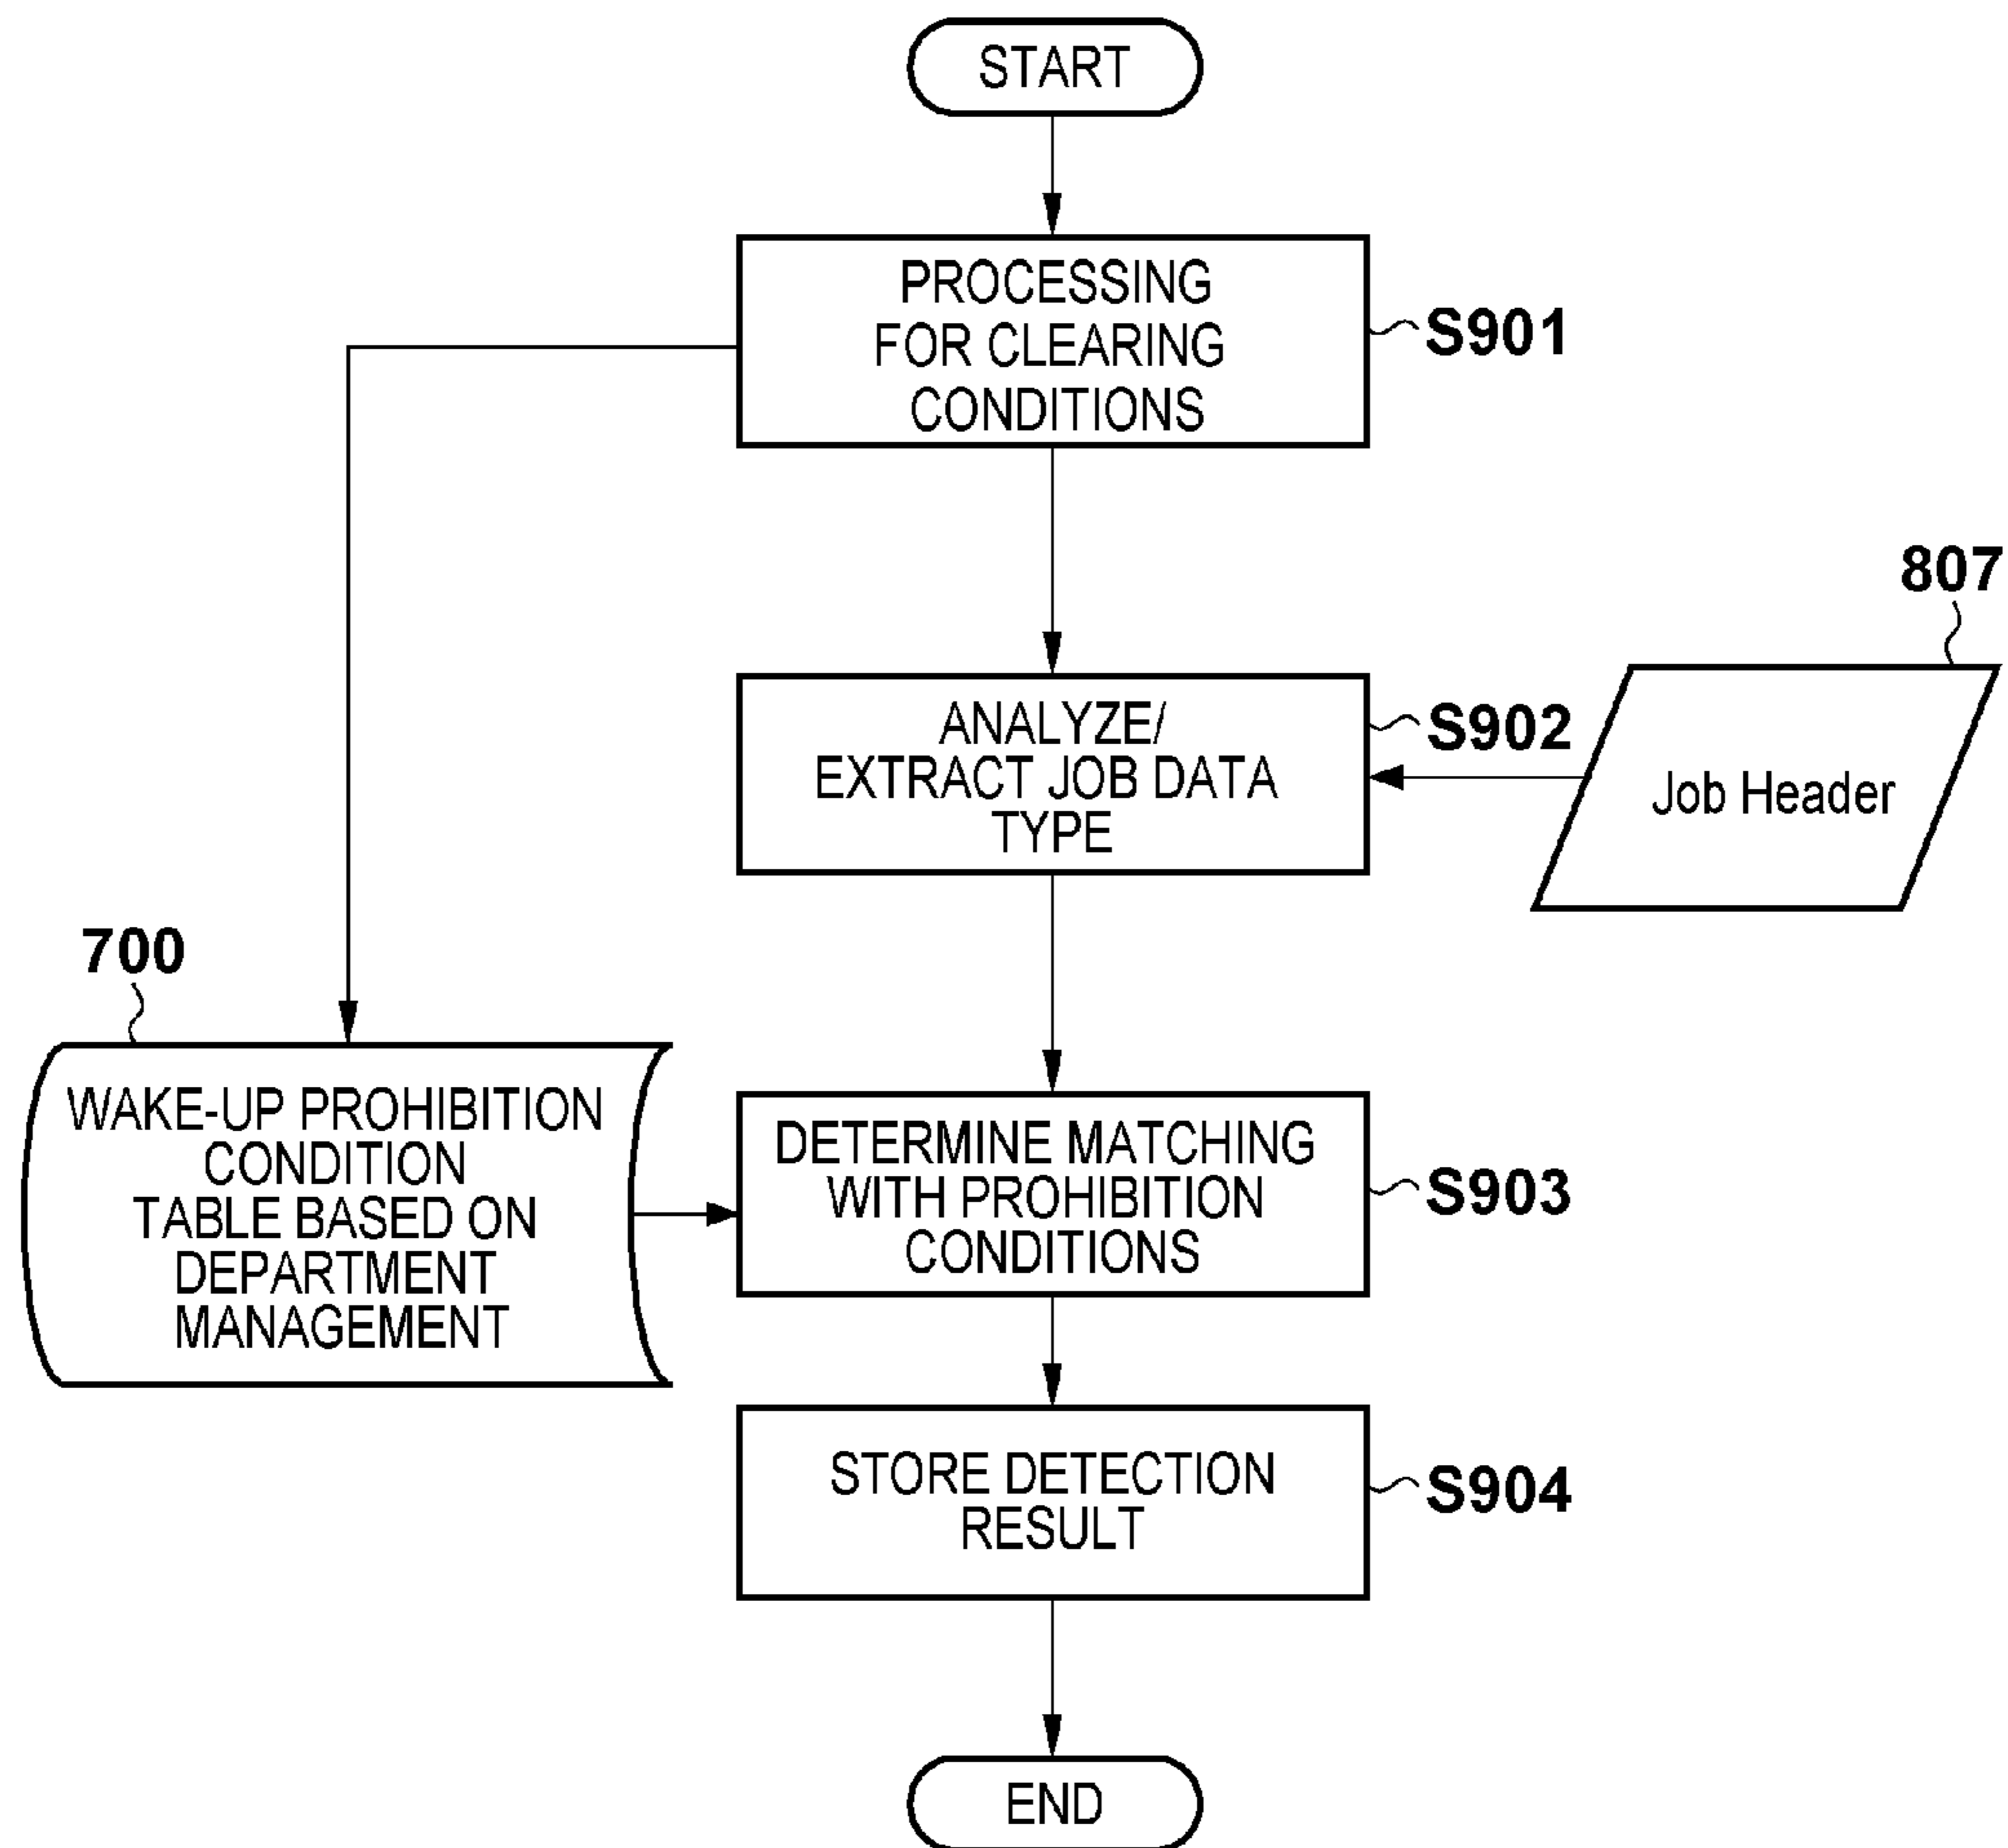 START
PROCESSING
FOR CLEARING
CONDITIONS
S901
807
ANALYZE/
EXTRACT JOB DATA
TYPE
S902
Job Header
700
WAKE-UP PROHIBITION
CONDITION
TABLE BASED ON
DEPARTMENT
MANAGEMENT
DETERMINE MATCHING
WITH PROHIBITION
CONDITIONS
S903
STORE DETECTION
RESULT
S904
END